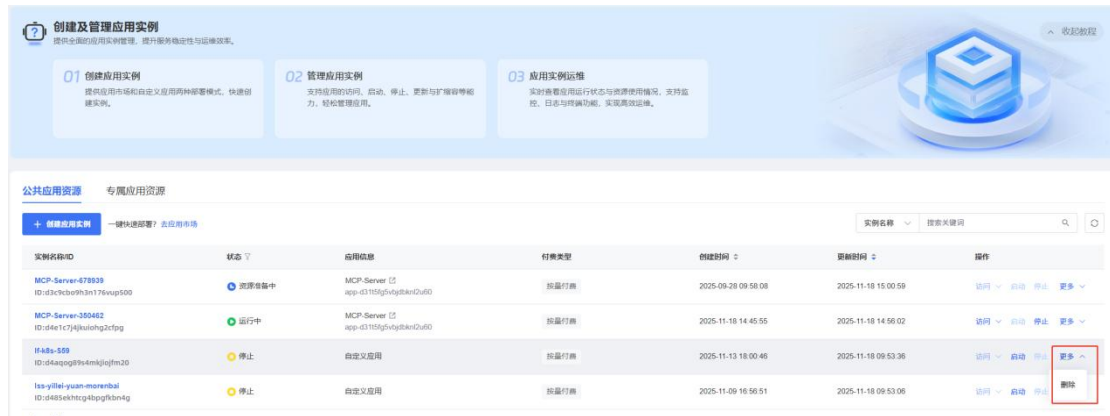 创建及管理应用实例
提供全面的应用实例管理，提升服务稳定性与运维效率。
收起教程
01 创建应用实例
提供应用市场和自定义应用两种部署模式，快速创
建实例。
02 管理应用实例
支持应用的访问、启动、停止、更新与扩缩容等能
力，轻松管理应用。
03 应用实例运维
实时查看应用运行状态与资源使用情况，支持监
控、日志与终端功能，实现高效运维。
公共应用资源 专属应用资源
+ 创建应用实例 一键快速部署？去应用市场 实例名称 搜索关键词
实例名称/ID 状态 应用信息 付费类型 创建时间 更新时间 操作
MCP-Server-678939 资源准备中 MCP-Server 按量付费 2025-09-28 09:58:08 2025-11-18 15:00:59 访问 启动 停止 更多
ID:d3c9cbo9h3n176vup500
MCP-Server-350462 运行中 MCP-Server 按量付费 2025-11-18 14:45:55 2025-11-18 14:56:02 访问 启动 停止 更多
ID:d4e1c7j4jkuiohg2cfpg
lf-k8s-559 停止 自定义应用 按量付费 2025-11-13 18:00:46 2025-11-18 09:53:36 访问 启动 停止 更多
ID:d4aqog89s4mkjiojfm20
删除
lss-yillei-yuan-morenbai 停止 自定义应用 按量付费 2025-11-09 16:56:51 2025-11-18 09:53:06 访问 启动 停止
ID:d485ekhtcg4bpgfkbn4g